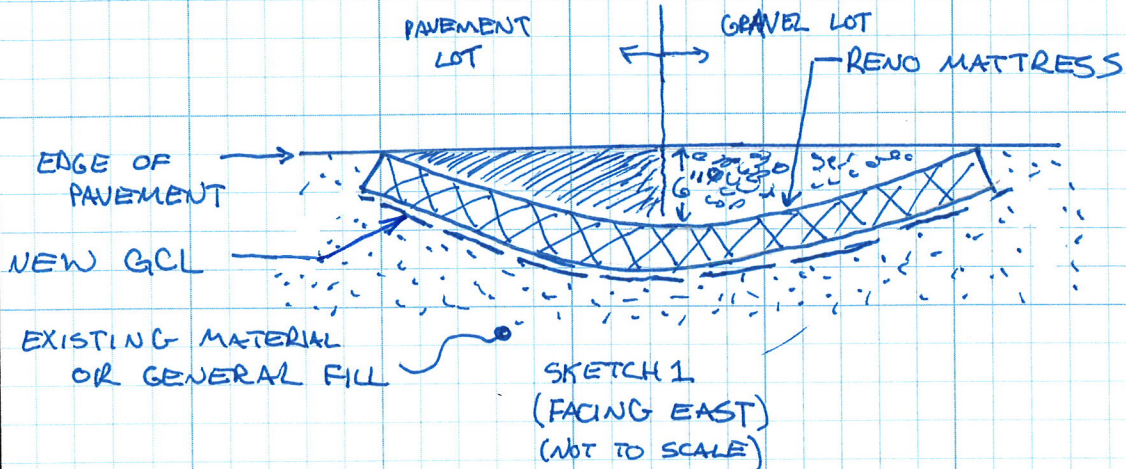 PAVEMENT
LOT
GRAVEL LOT
RENO MATTRESS
EDGE OF
PAVEMENT
6"
NEW GCL
EXISTING MATERIAL
OR GENERAL FILL
SKETCH 1
(FACING EAST)
(NOT TO SCALE)